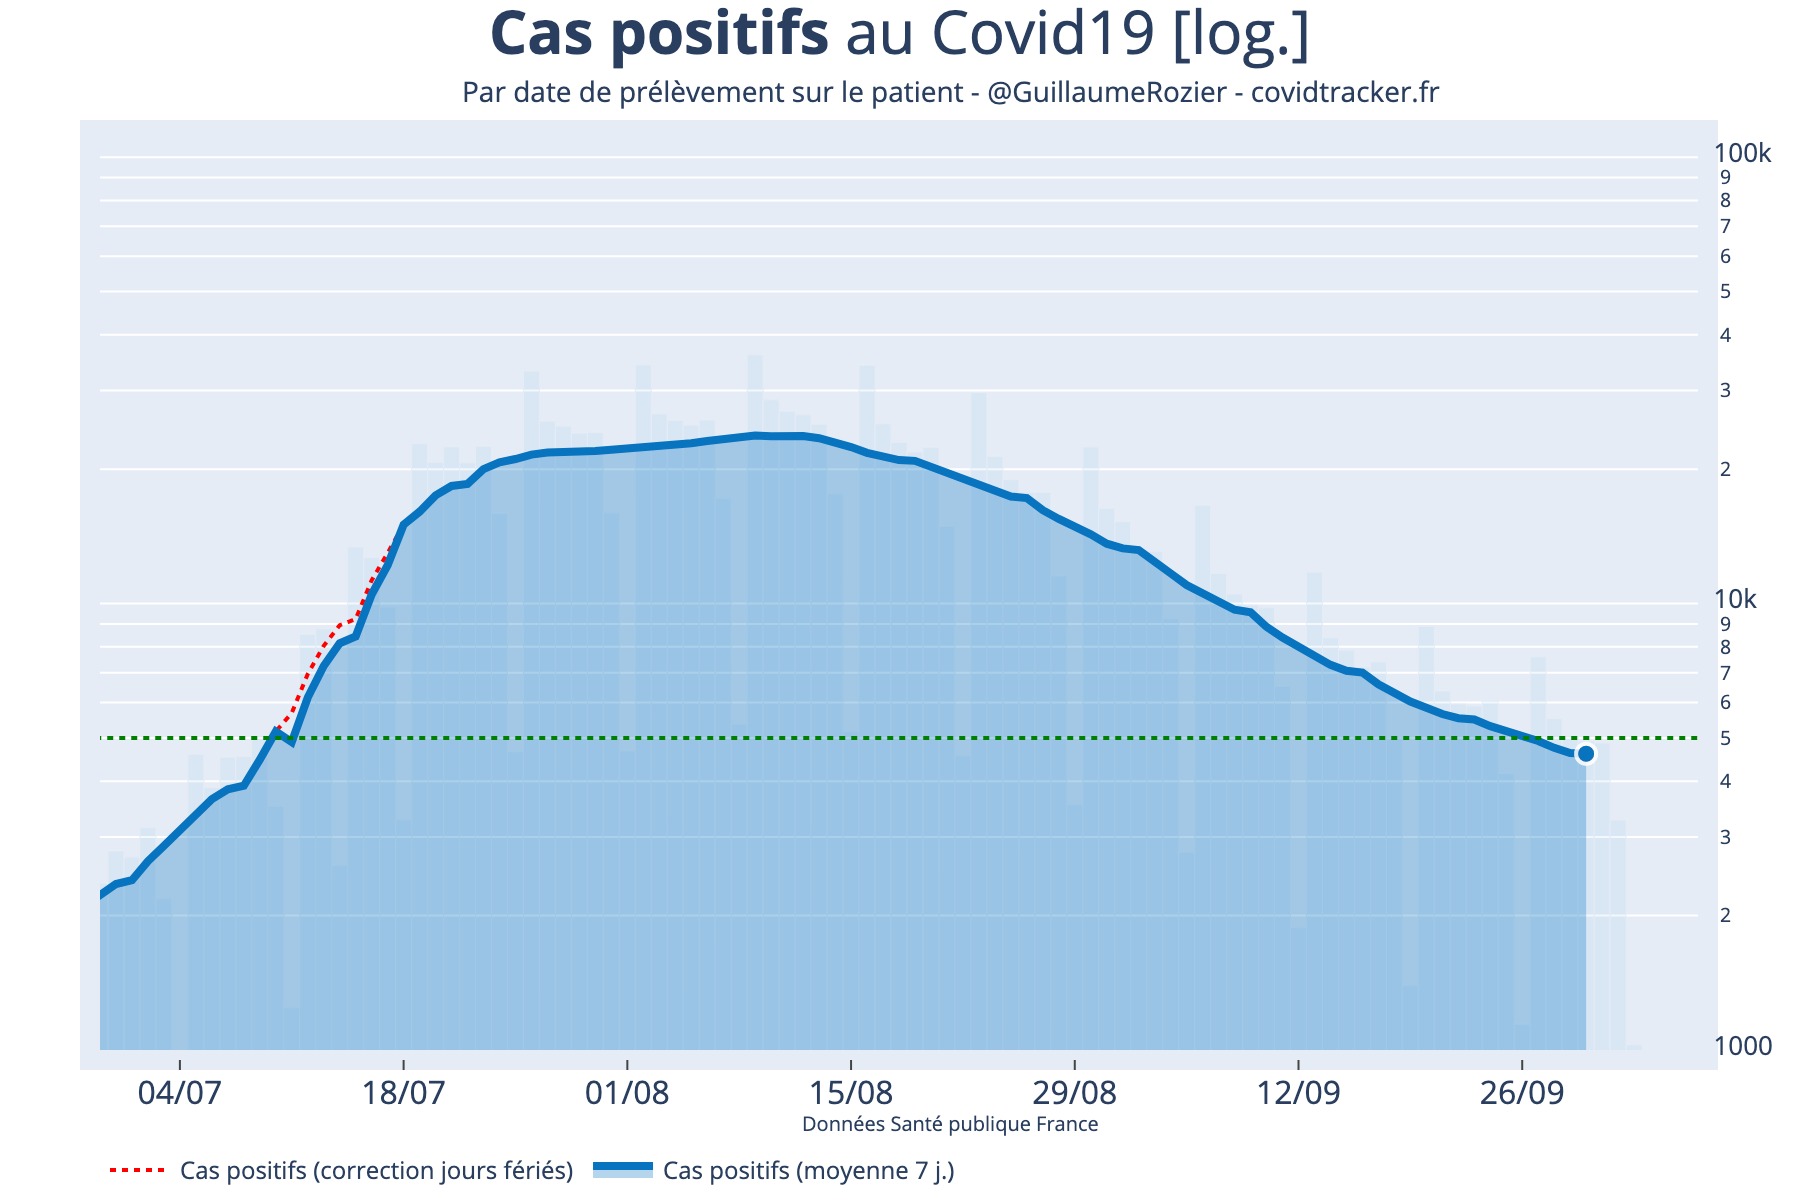 Cas positifs au Covid19 [log.]
Par date de prélèvement sur le patient - @GuillaumeRozier - covidtracker.fr
100k
9
8
7
6
5
4
3
2
10k
9
8
7
6
5
4
3
2
1000
04/07 18/07 01/08 15/08 29/08 12/09 26/09
Données Santé publique France
Cas positifs (correction jours fériés) Cas positifs (moyenne 7 j.)